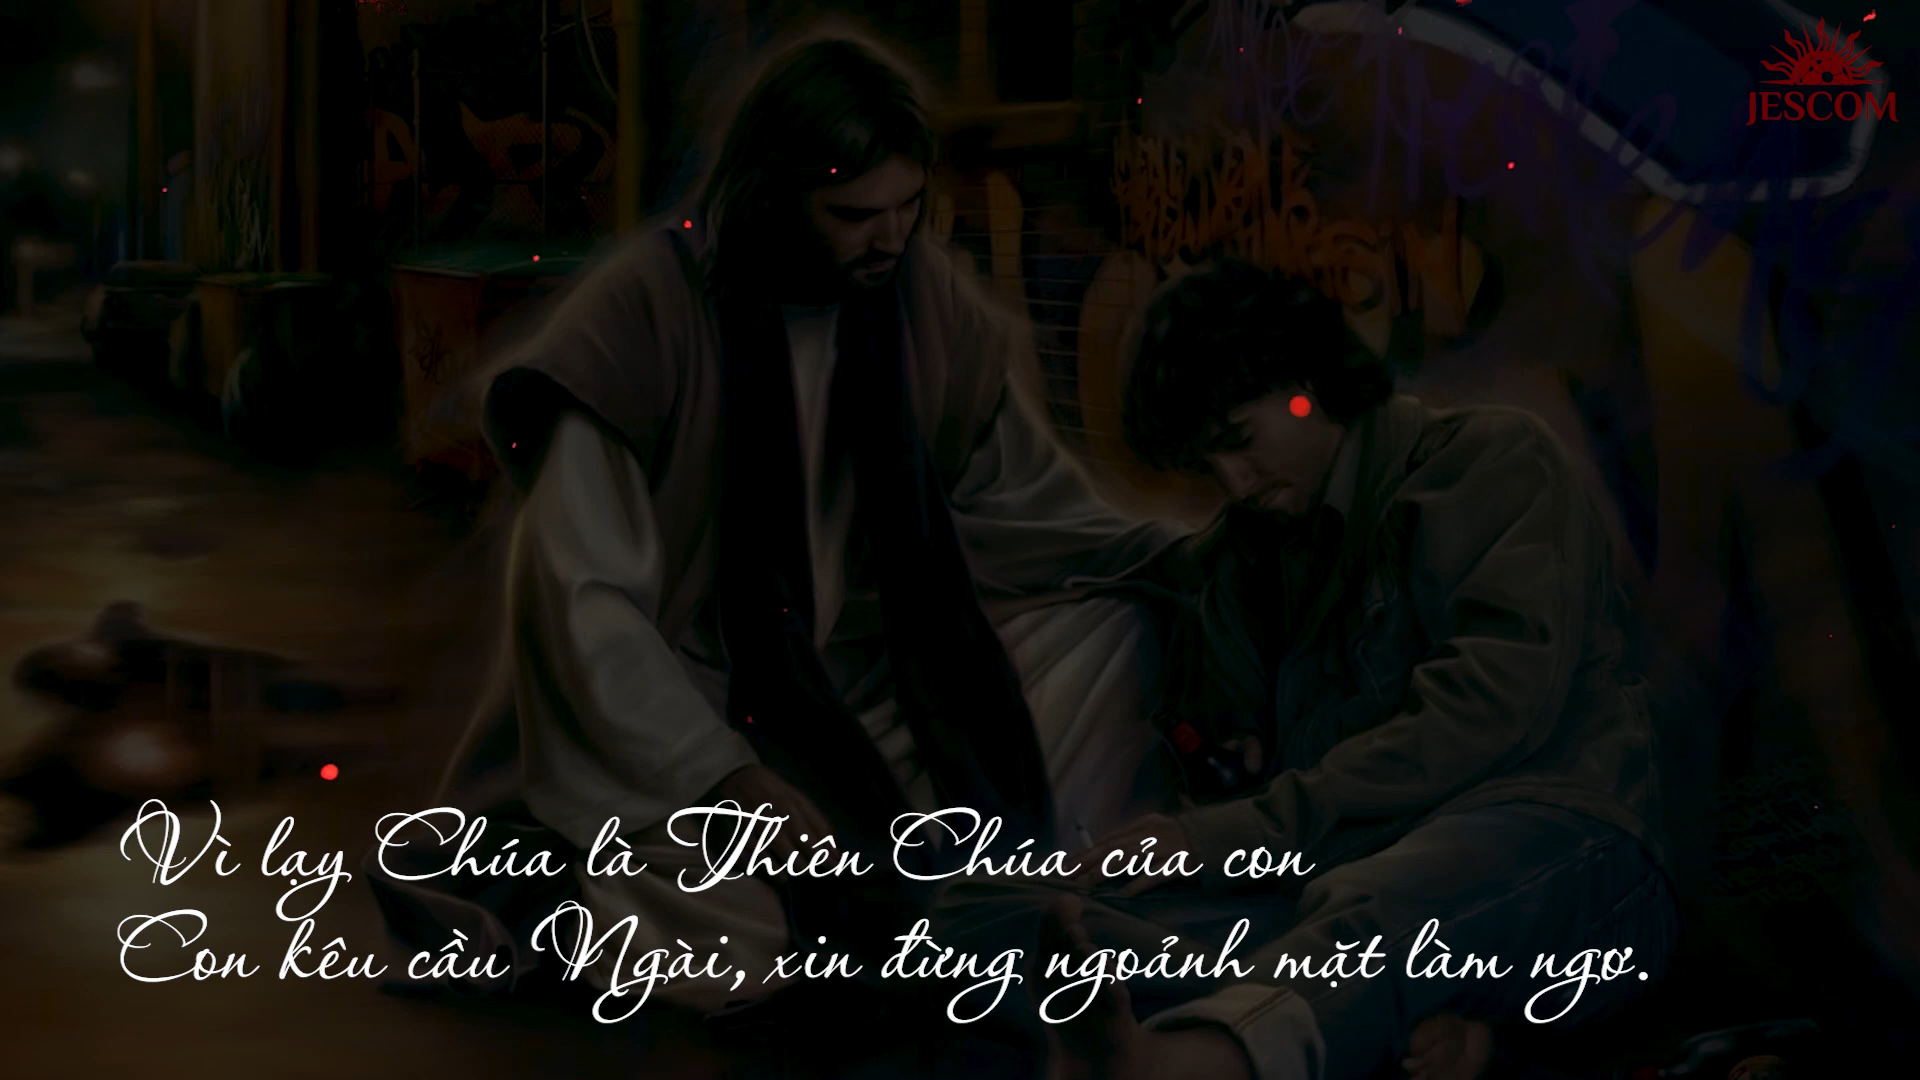 JESCOM
Vì lạy Chúa là Thiên Chúa của con
Con kêu cầu Ngài, xin đừng ngoảnh mặt làm ngơ.